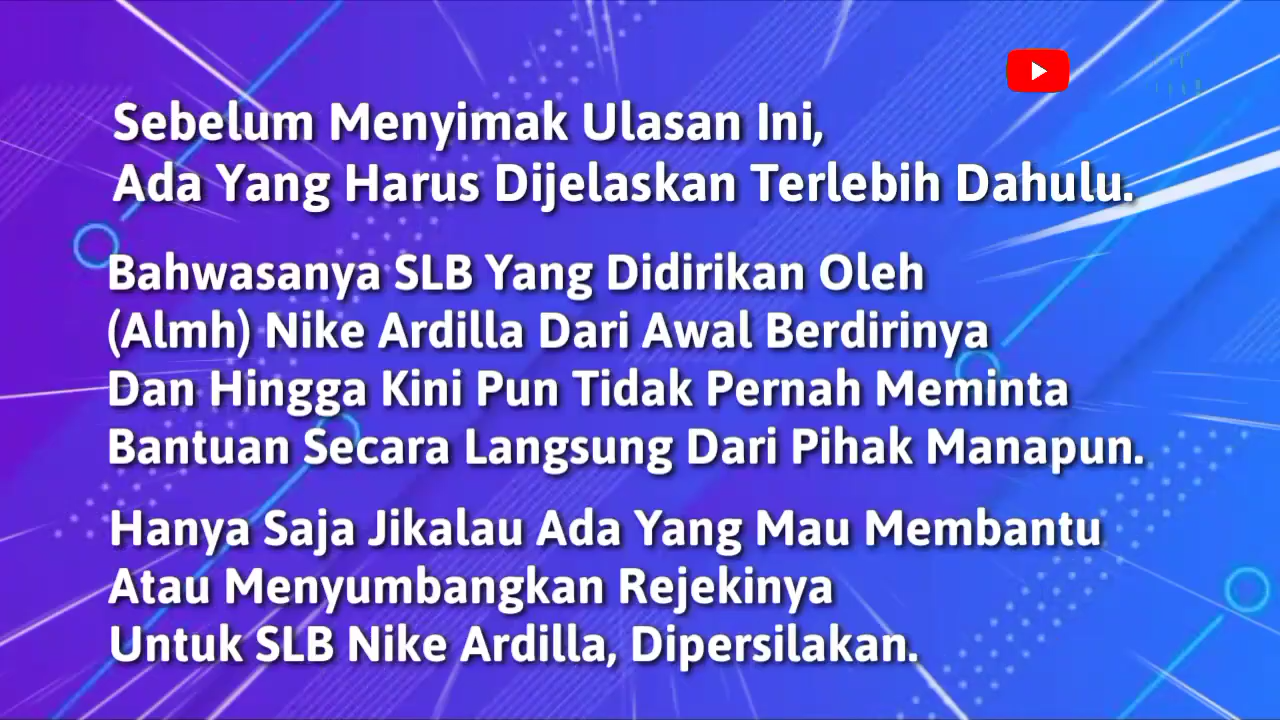 Sebelum Menyimak Ulasan Ini,
Ada Yang Harus Dijelaskan Terlebih Dahulu.
Bahwasanya SLB Yang Didirikan Oleh
(Almh) Nike Ardilla Dari Awal Berdirinya
Dan Hingga Kini Pun Tidak Pernah Meminta
Bantuan Secara Langsung Dari Pihak Manapun.
Hanya Saja Jikalau Ada Yang Mau Membantu
Atau Menyumbangkan Rejekinya
Untuk SLB Nike Ardilla, Dipersilakan.